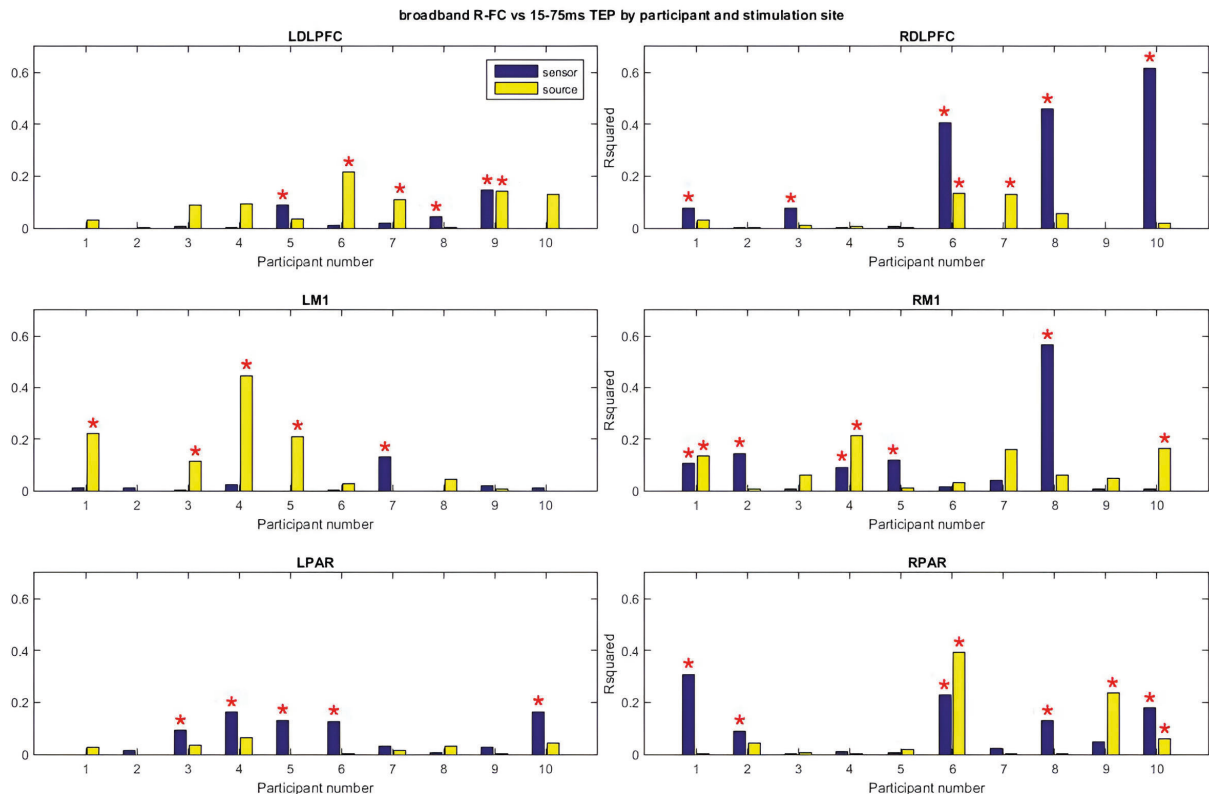 broadband R-FC vs 15-75ms TEP by participant and stimulation site
LDLPFC
sensor
source
0.6
0.4
0.2
0
1 2 3 4 5 6 7 8 9 10
Participant number
RDLPFC
Rsquared
0.6
0.4
0.2
0
1 2 3 4 5 6 7 8 9 10
Participant number
LM1
0.6
0.4
0.2
0
1 2 3 4 5 6 7 8 9 10
Participant number
RM1
Rsquared
0.6
0.4
0.2
0
1 2 3 4 5 6 7 8 9 10
Participant number
LPAR
0.6
0.4
0.2
0
1 2 3 4 5 6 7 8 9 10
Participant number
RPAR
Rsquared
0.6
0.4
0.2
0
1 2 3 4 5 6 7 8 9 10
Participant number